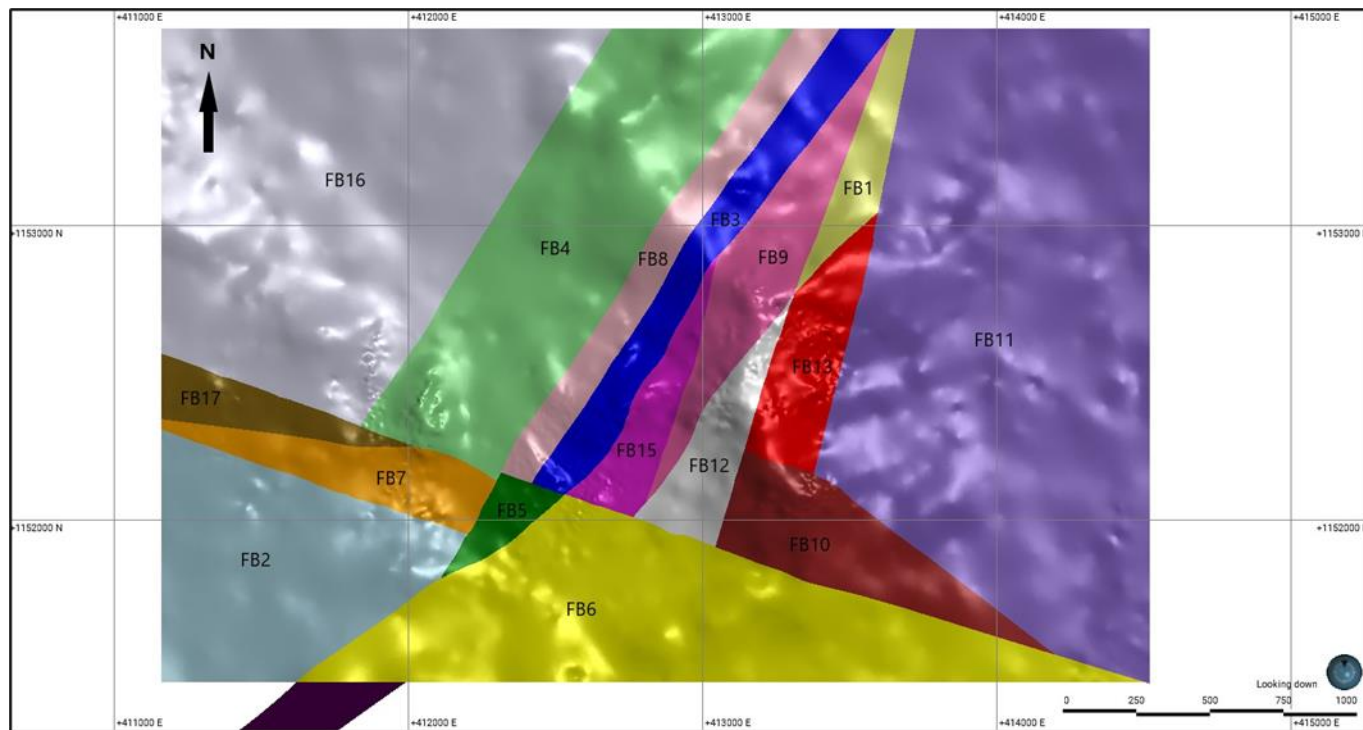 +411000 E
+412000 E
+413000 E
+414000 E
+415000 E
N
FB16
FB1
FB3
+1153000 N
+1153000 N
FB4
FB8
FB9
FB11
FB13
FB17
FB15
FB12
FB7
FB5
+1152000 N
+1152000 N
FB10
FB2
FB6
Looking down
0 250 500 750 1000
+411000 E
+412000 E
+413000 E
+414000 E
+415000 E